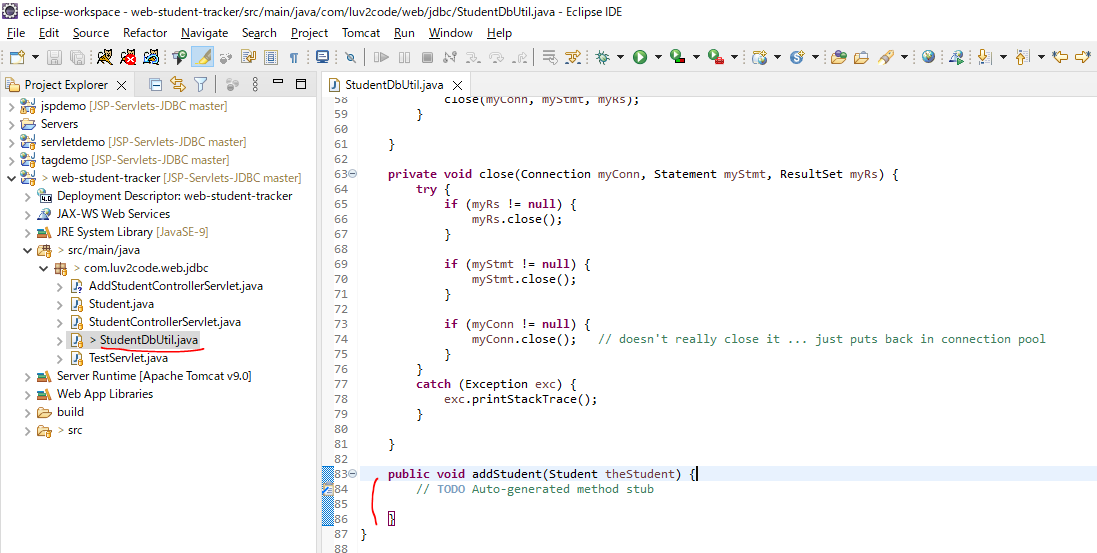 eclipse-workspace - web-student-tracker/src/main/java/com/luv2code/web/jdbc/StudentDbUtil.java - Eclipse IDE
File Edit Source Refactor Navigate Search Project Tomcat Run Window Help
Project Explorer
jspdemo [JSP-Servlets-JDBC master]
Servers
servletdemo [JSP-Servlets-JDBC master]
tagdemo [JSP-Servlets-JDBC master]
> web-student-tracker [JSP-Servlets-JDBC master]
Deployment Descriptor: web-student-tracker
JAX-WS Web Services
JRE System Library [JavaSE-9]
> src/main/java
> com.luv2code.web.jdbc
AddStudentControllerServlet.java
Student.java
StudentControllerServlet.java
> StudentDbUtil.java
TestServlet.java
Server Runtime [Apache Tomcat v9.0]
Web App Libraries
build
> src
StudentDbUtil.java
58 close(myConn, myStmt, myRs);
59 }
60
61 }
62
63 private void close(Connection myConn, Statement myStmt, ResultSet myRs) {
64 try {
65 if (myRs != null) {
66 myRs.close();
67 }
68
69 if (myStmt != null) {
70 myStmt.close();
71 }
72
73 if (myConn != null) {
74 myConn.close(); // doesn't really close it ... just puts back in connection pool
75 }
76 }
77 catch (Exception exc) {
78 exc.printStackTrace();
79 }
80
81 }
82
83 public void addStudent(Student theStudent) {
84 // TODO Auto-generated method stub
85
86 }
87 }
88